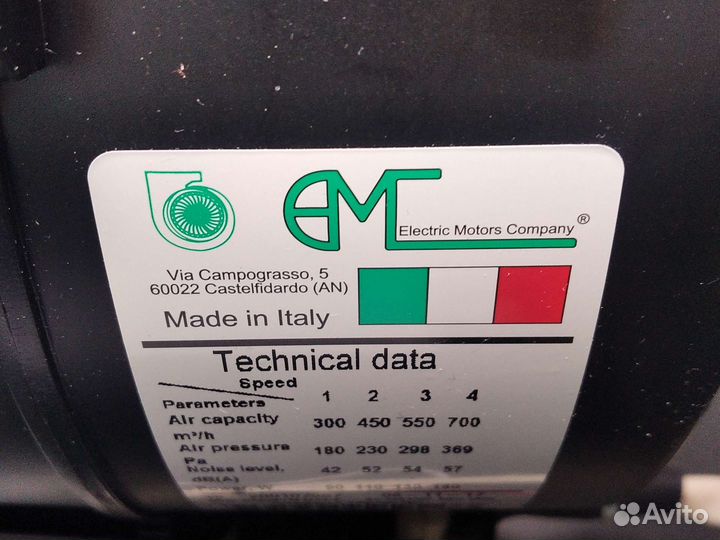 EMC
Electric Motors Company ®
Via Campograsso, 5
60022 Castelfidardo (AN)
Made in Italy
Technical data
Speed
Parameters 1 2 3 4
Air capacity m³/h 300 450 550 700
Air pressure Pa 180 230 298 369
Noise level, dB(A) 42 52 54 57
Power, W
Avito